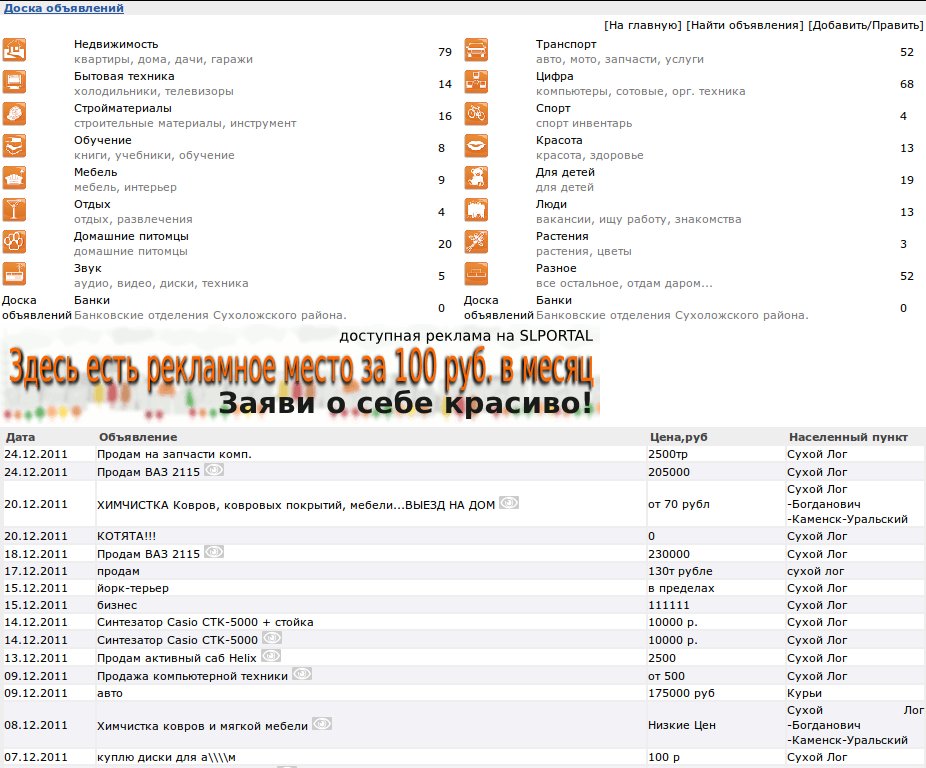 Доска объявлений
[На главную] [Найти объявления] [Добавить/Править]
Недвижимость
квартиры, дома, дачи, гаражи
79
Транспорт
авто, мото, запчасти, услуги
52
Бытовая техника
холодильники, телевизоры
14
Цифра
компьютеры, сотовые, орг. техника
68
Стройматериалы
строительные материалы, инструмент
16
Спорт
спорт инвентарь
4
Обучение
книги, учебники, обучение
8
Красота
красота, здоровье
13
Мебель
мебель, интерьер
9
Для детей
для детей
19
Отдых
отдых, развлечения
4
Люди
вакансии, ищу работу, знакомства
13
Домашние питомцы
домашние питомцы
20
Растения
растения, цветы
3
Звук
аудио, видео, диски, техника
5
Разное
все остальное, отдам даром...
52
Доска объявлений
Банки
Банковские отделения Сухоложского района.
0
Доска объявлений
Банки
Банковские отделения Сухоложского района.
0
доступная реклама на SLPORTAL
Здесь есть рекламное место за 100 руб. в месяц
Заяви о себе красиво!
Дата Объявление Цена,руб Населенный пункт
24.12.2011 Продам на запчасти комп. 2500тр Сухой Лог
24.12.2011 Продам ВАЗ 2115 205000 Сухой Лог
20.12.2011 ХИМЧИСТКА Ковров, ковровых покрытий, мебели...ВЫЕЗД НА ДОМ от 70 рубл Сухой Лог
-Богданович
-Каменск-Уральский
20.12.2011 КОТЯТА!!! 0 Сухой Лог
18.12.2011 Продам ВАЗ 2115 230000 Сухой Лог
17.12.2011 продам 130т рубле сухой лог
15.12.2011 йорк-терьер в пределах Сухой Лог
15.12.2011 бизнес 111111 Сухой Лог
14.12.2011 Синтезатор Casio CTK-5000 + стойка 10000 р. Сухой Лог
14.12.2011 Синтезатор Casio CTK-5000 10000 р. Сухой Лог
13.12.2011 Продам активный саб Helix 2500 Сухой Лог
09.12.2011 Продажа компьютерной техники от 500 Сухой Лог
09.12.2011 авто 175000 руб Курьи
08.12.2011 Химчистка ковров и мягкой мебели Низкие Цен Сухой Лог
-Богданович
-Каменск-Уральский
07.12.2011 куплю диски для а\\\\м 100 р Сухой Лог